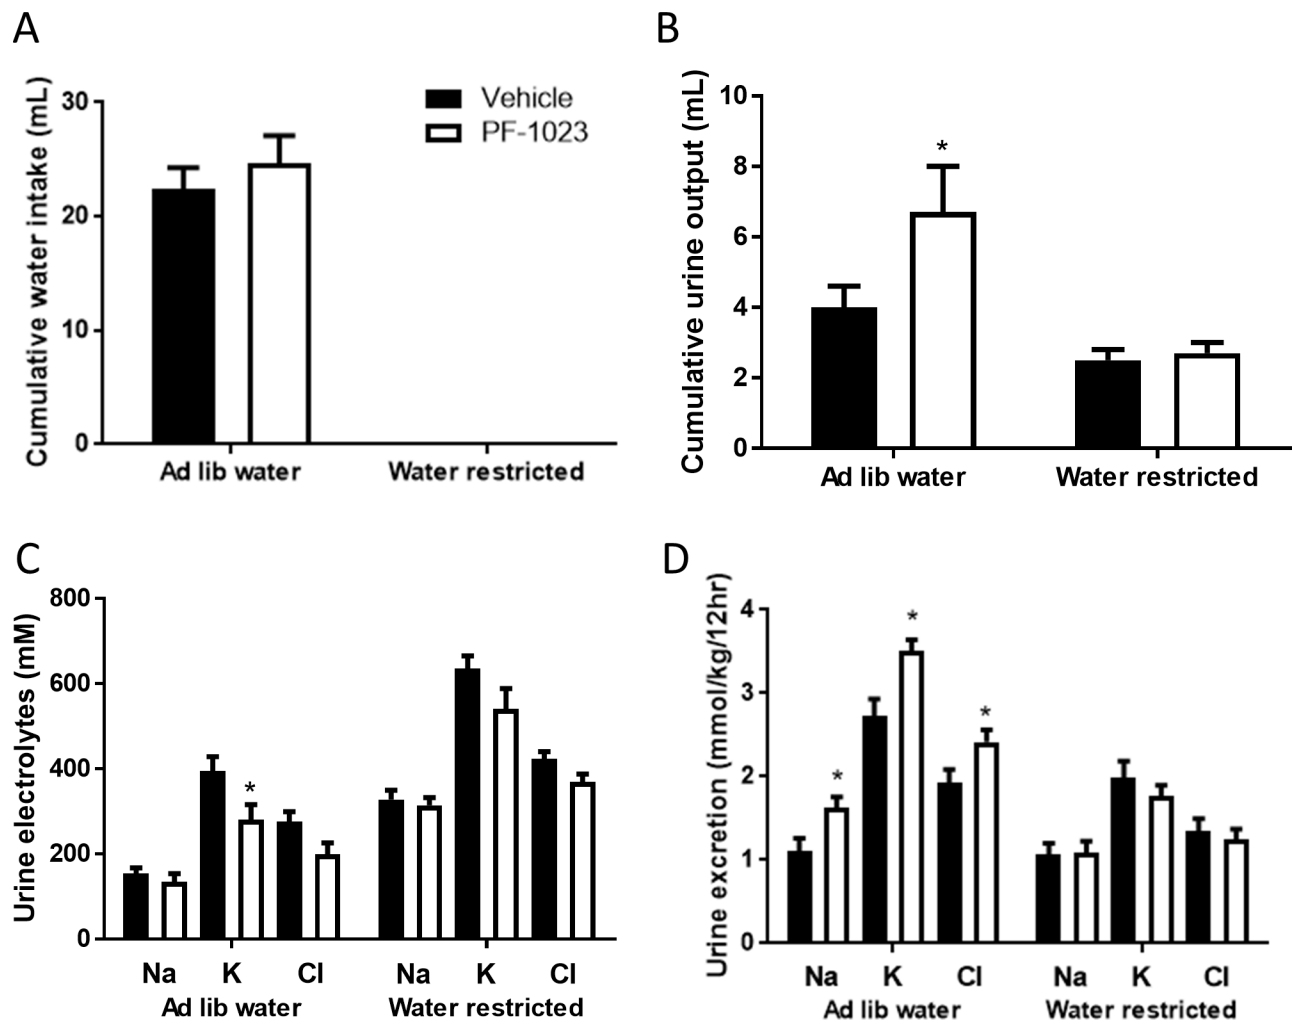 A
Cumulative water intake (mL)
30
20
10
0
Vehicle
PF-1023
Ad lib water
Water restricted
B
Cumulative urine output (mL)
10
8
6
4
2
0
*
Ad lib water
Water restricted
C
Urine electrolytes (mM)
800
600
400
200
0
*
Na K Cl Na K Cl
Ad lib water
Water restricted
D
Urine excretion (mmol/kg/12hr)
4
3
2
1
0
* * *
Na K Cl Na K Cl
Ad lib water
Water restricted